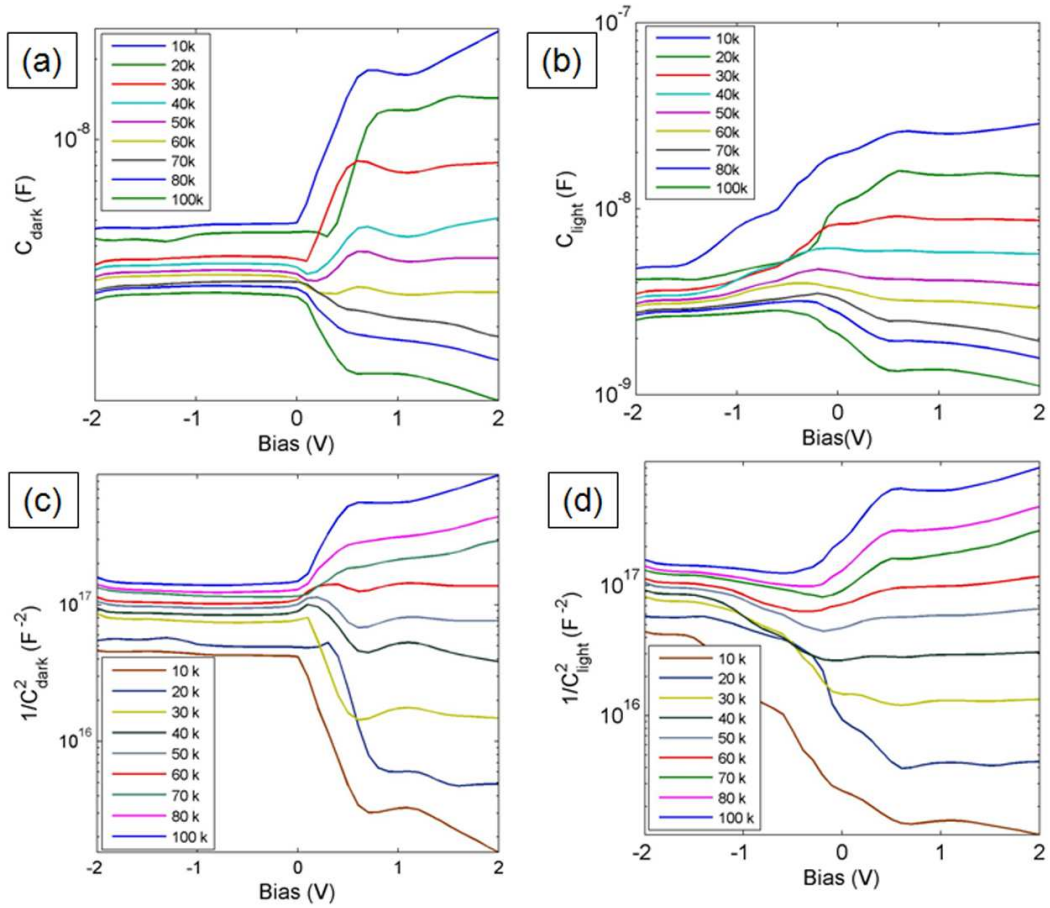 (a)
10k
20k
30k
40k
50k
60k
70k
80k
100k
10^-8
C_dark (F)
-2 -1 0 1 2
Bias (V)
(b)
10k
20k
30k
40k
50k
60k
70k
80k
100k
10^-7
10^-8
10^-9
C_light (F)
-2 -1 0 1 2
Bias(V)
(c)
10 k
20 k
30 k
40 k
50 k
60 k
70 k
80 k
100 k
10^17
10^16
1/C^2_dark (F^-2)
-2 -1 0 1 2
Bias (V)
(d)
10 k
20 k
30 k
40 k
50 k
60 k
70 k
80 k
100 k
10^17
10^16
1/C^2_light (F^-2)
-2 -1 0 1 2
Bias (V)